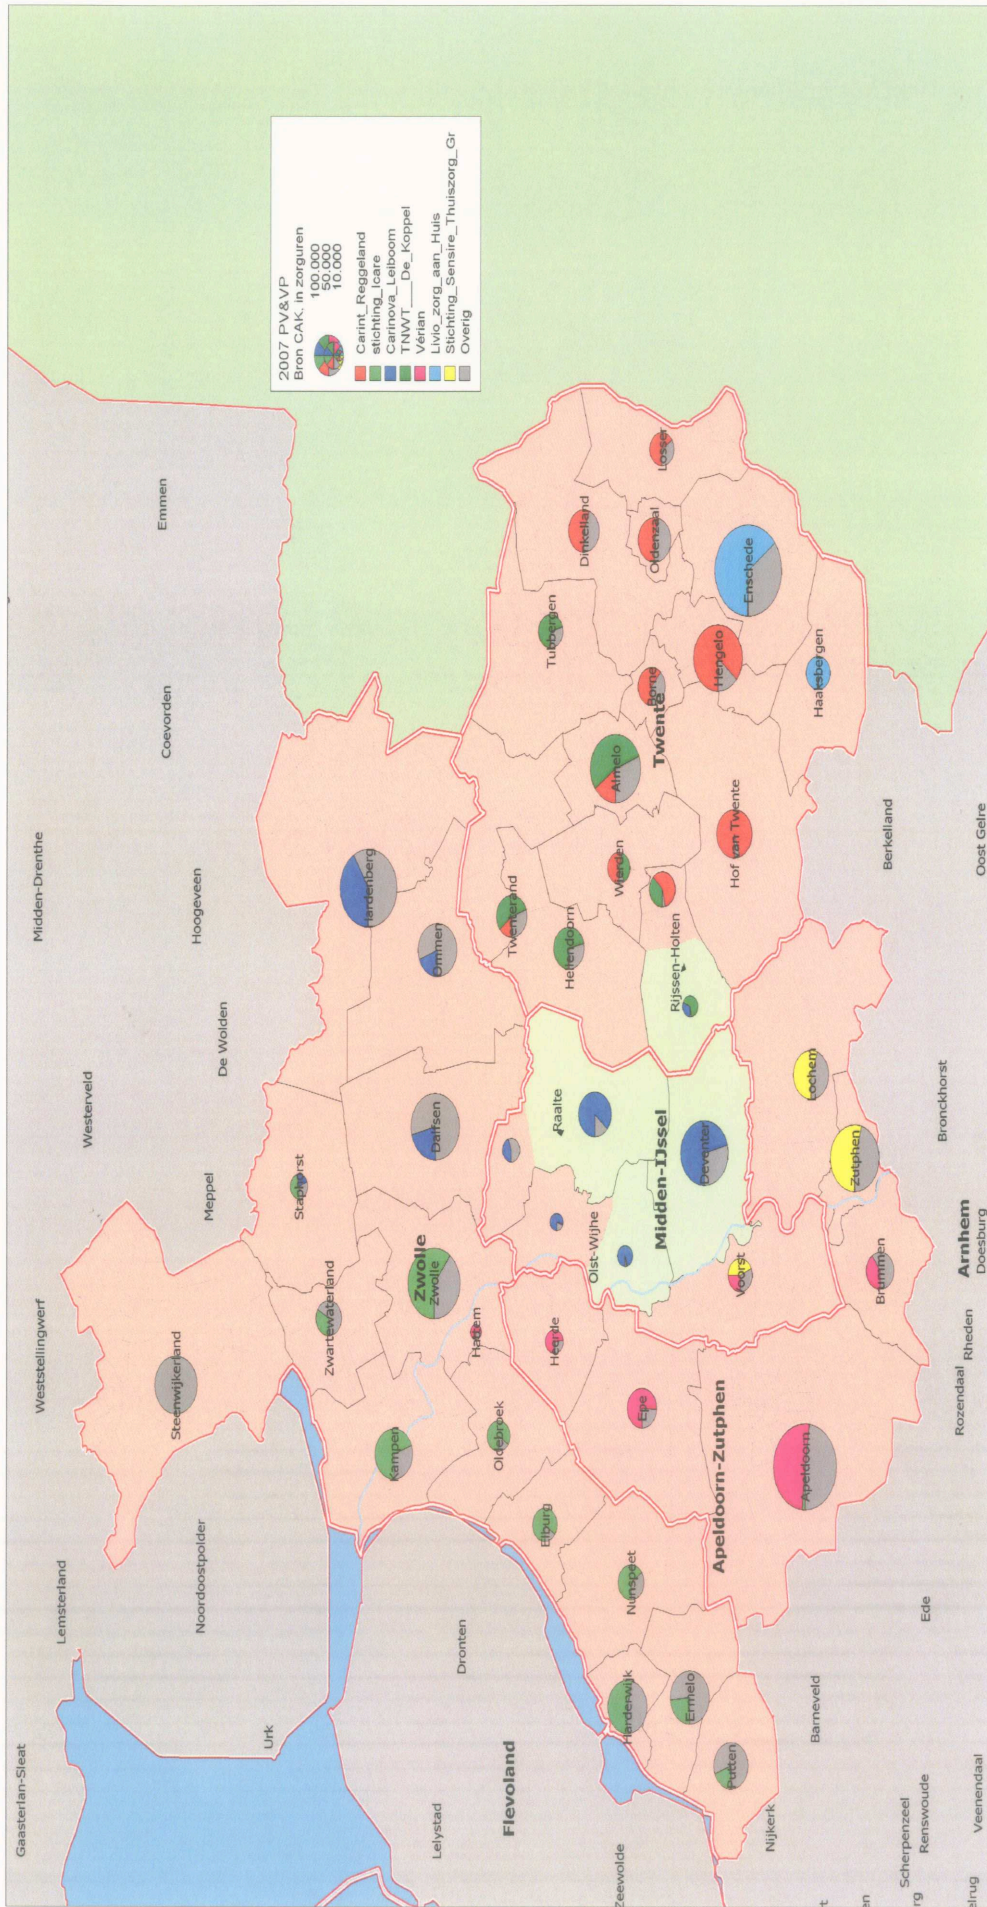 2007 PV&VP
Bron CAK. in zorguren
100.000
50.000
10.000
Carint_Reggeland
stichting_Icare
Carinova_Leiboom
TNWT___De_Koppel
Vérian
Livio_zorg_aan_Huis
Stichting_Sensire_Thuiszorg_Gr
Overig
Gaasterlan-Sleat
Lemsterland
Weststellingwerf
Westerveld
Midden-Drenthe
Noordoostpolder
Urk
Steenwijkerland
Meppel
De Wolden
Hoogeveen
Coevorden
Emmen
Staphorst
Zwartewaterland
Lelystad
Dronten
Kampen
Zwolle
Zwolle
Dalfsen
Ommen
Hardenberg
Flevoland
Oldebroek
Hattem
Elburg
Heerde
Olst-Wijhe
Raalte
Twenterand
Hellendoorn
Tubbergen
Dinkelland
Zeewolde
Harderwijk
Nunspeet
Epe
Midden-IJssel
Wierden
Almelo
Twente
Borne
Oldenzaal
Losser
Ermelo
Putten
Apeldoorn-Zutphen
Voorst
Deventer
Rijssen-Holten
Hof van Twente
Hengelo
Enschede
Nijkerk
Barneveld
Apeldoorn
Brummen
Zutphen
Lochem
Haaksbergen
Scherpenzeel
Renswoude
Ede
Rozendaal
Rheden
Arnhem
Doesburg
Bronckhorst
Berkelland
Oost Gelre
Veenendaal
t
en
rg
elrug